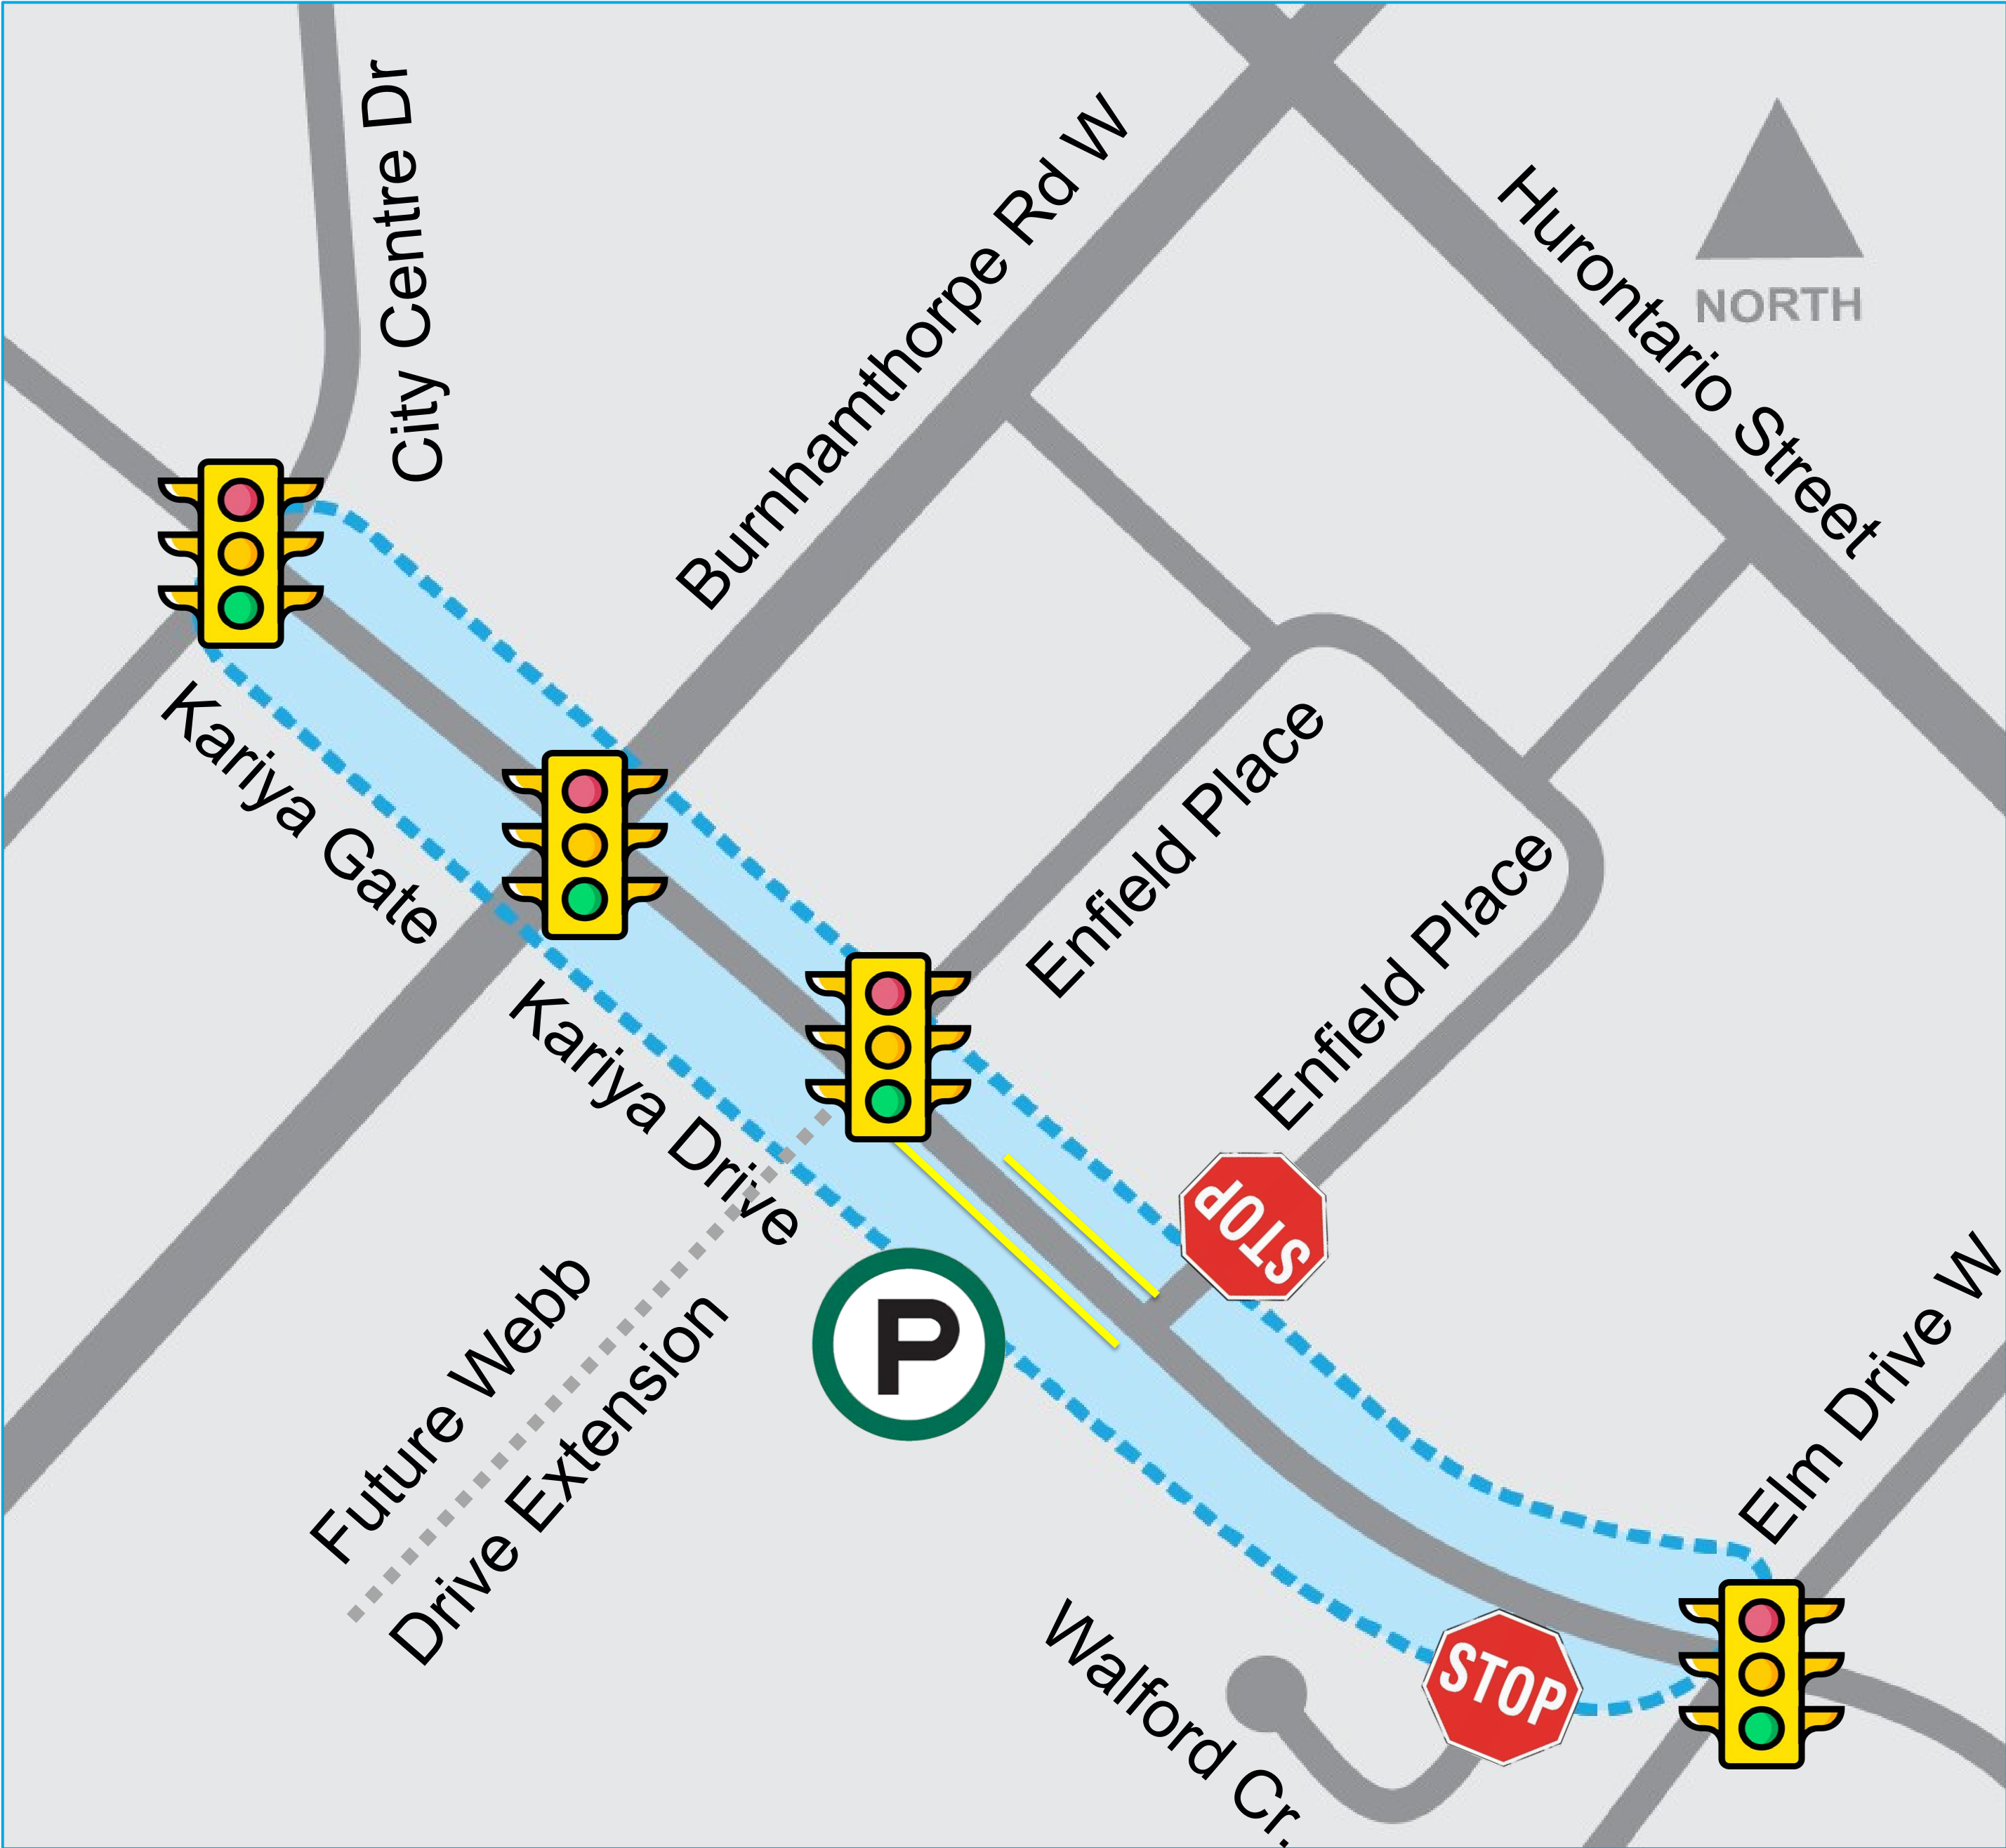 City Centre Dr
Burnhamthorpe Rd W
Hurontario Street
NORTH
Kariya Gate
Enfield Place
Enfield Place
Kariya Drive
STOP
P
Future Webb
Drive Extension
Elm Drive W
STOP
Walford Cr.